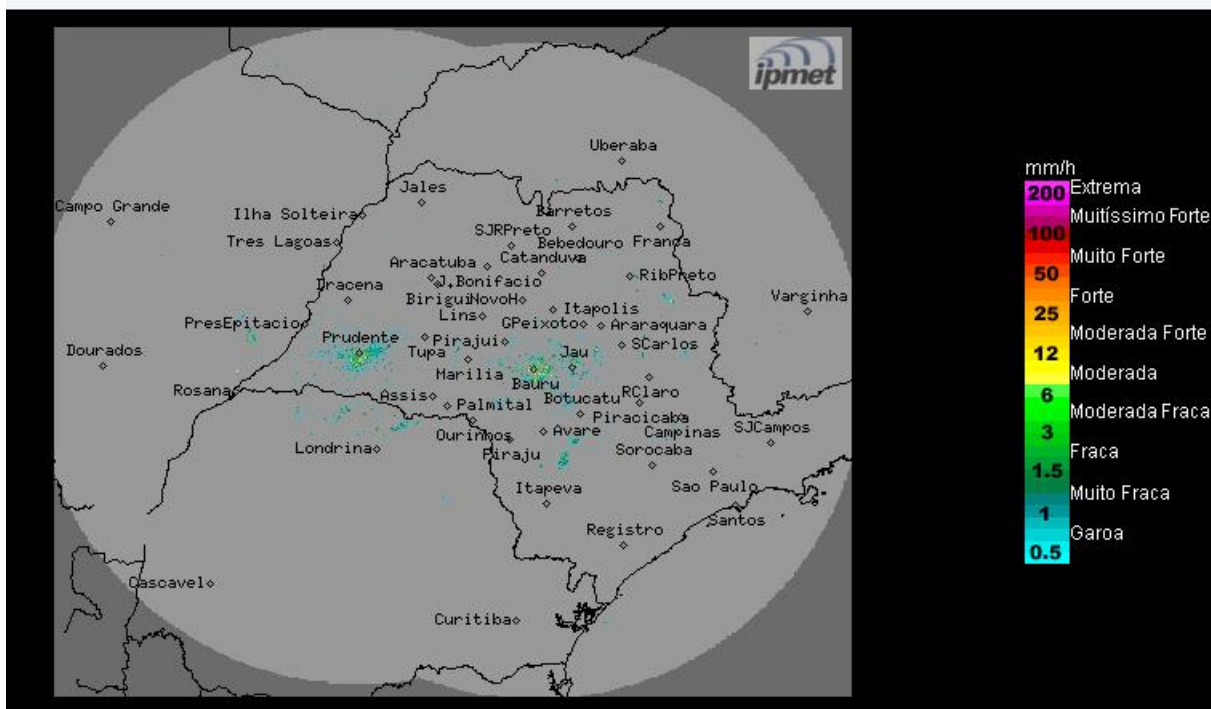 ipmet
Uberaba
Jales
Campo Grande
Ilha Solteira
Barretos
SJRPreto
Tres Lagoas
Bebedouro Franca
Catanduva
Aracatuba
J.Bonifacio
RibPreto
Dracena
Birigui
NovoH
Itapolis
Varginha
Lins
PresEpitacio
GPeixoto
Araraquara
Prudente
Pirajui
SCarlos
Dourados
Tupa
Jau
Marilia
Bauru
Rosana
Assis
Botucatu
RClaro
Palmital
Piracicaba
Ourinhos
Avare
Campinas
SJCampos
Londrina
Piraju
Sorocaba
Itapeva
Sao Paulo
Santos
Registro
Cascavel
Curitiba
mm/h
200 Extrema
Muitíssimo Forte
100
Muito Forte
50
Forte
25
Moderada Forte
12
Moderada
6
Moderada Fraca
3
Fraca
1.5
Muito Fraca
1
Garoa
0.5